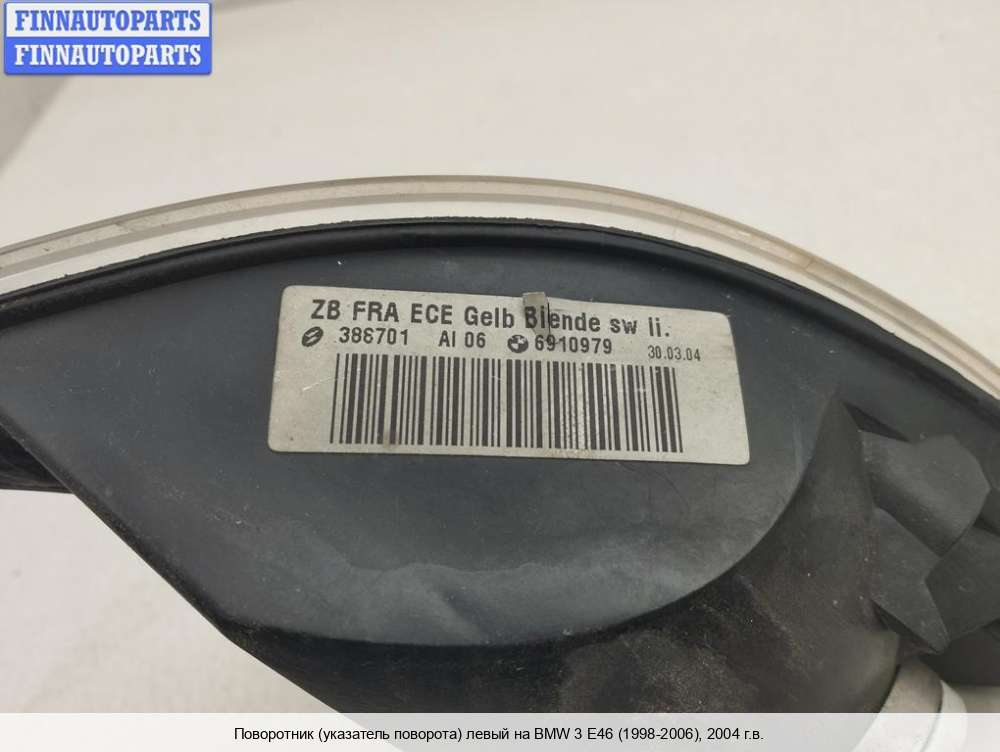 FINNAUTOPARTS
FINNAUTOPARTS
ZB FRA ECE Gelb Blende sw li.
386701 AI 06 6910979 30.03.04
Поворотник (указатель поворота) левый на BMW 3 E46 (1998-2006), 2004 г.в.